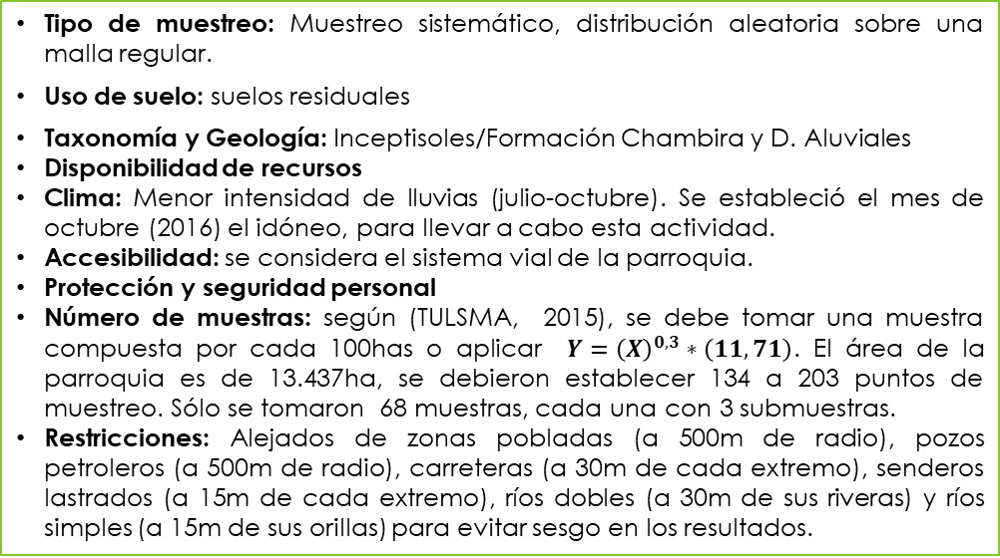 • Tipo de muestreo: Muestreo sistemático, distribución aleatoria sobre una
malla regular.
• Uso de suelo: suelos residuales
• Taxonomía y Geología: Inceptisoles/Formación Chambira y D. Aluviales
• Disponibilidad de recursos
• Clima: Menor intensidad de lluvias (julio-octubre). Se estableció el mes de
octubre (2016) el idóneo, para llevar a cabo esta actividad.
• Accesibilidad: se considera el sistema vial de la parroquia.
• Protección y seguridad personal
• Número de muestras: según (TULSMA, 2015), se debe tomar una muestra
compuesta por cada 100has o aplicar Y = (X)^0,3 * (11,71). El área de la
parroquia es de 13.437ha, se debieron establecer 134 a 203 puntos de
muestreo. Sólo se tomaron 68 muestras, cada una con 3 submuestras.
• Restricciones: Alejados de zonas pobladas (a 500m de radio), pozos
petroleros (a 500m de radio), carreteras (a 30m de cada extremo), senderos
lastrados (a 15m de cada extremo), ríos dobles (a 30m de sus riveras) y ríos
simples (a 15m de sus orillas) para evitar sesgo en los resultados.